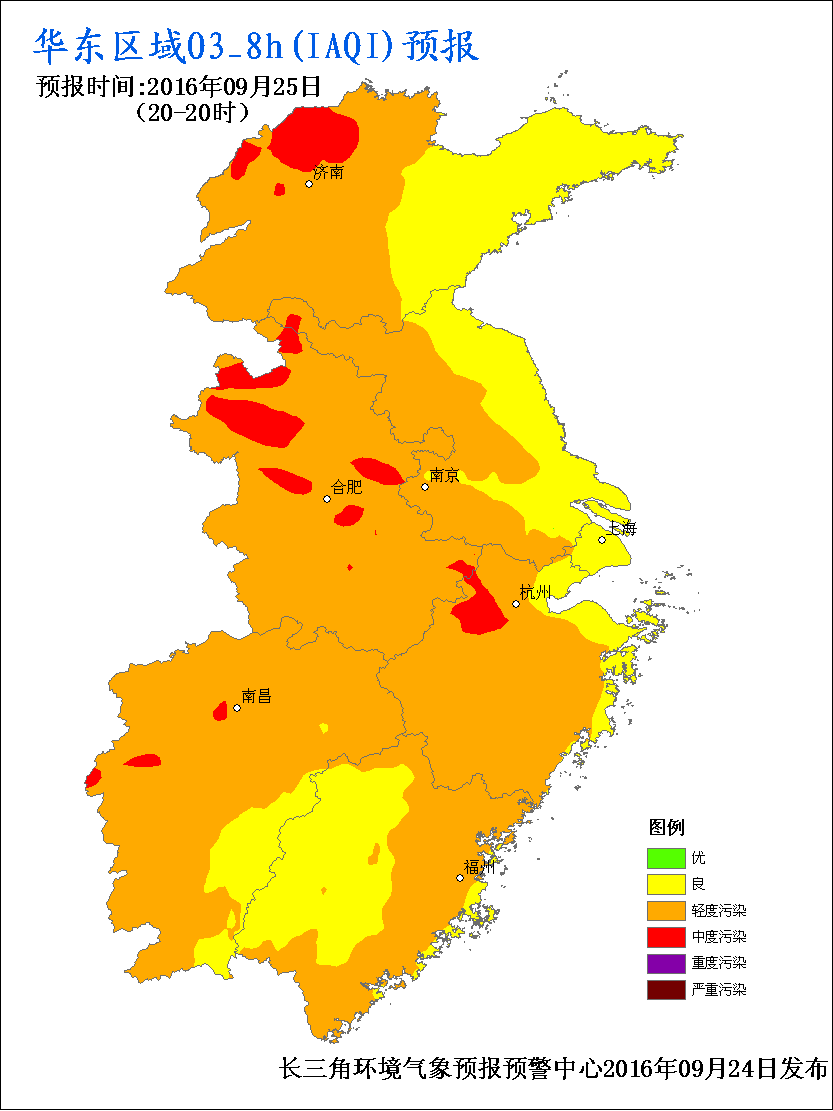 华东区域O3_8h(IAQI)预报
预报时间:2016年09月25日
(20-20时)
济南
南京
合肥
上海
杭州
南昌
福州
图例
优
良
轻度污染
中度污染
重度污染
严重污染
长三角环境气象预报预警中心2016年09月24日发布